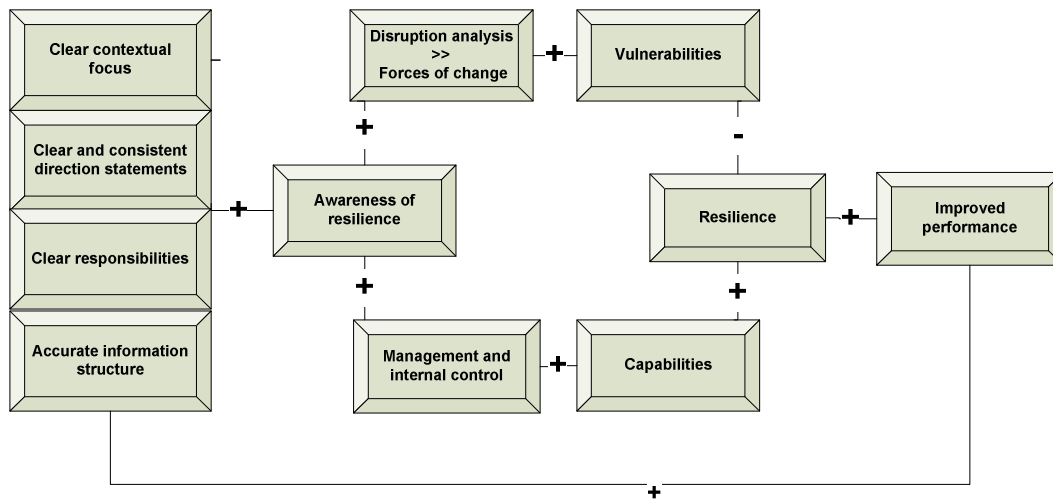 Clear contextual
focus
Clear and consistent
direction statements
Clear responsibilities
Accurate information
structure
+
Awareness of
resilience
+
+
Disruption analysis
>>
Forces of change
+
Vulnerabilities
-
Management and
internal control
+
Capabilities
+
Resilience
+
Improved
performance
+